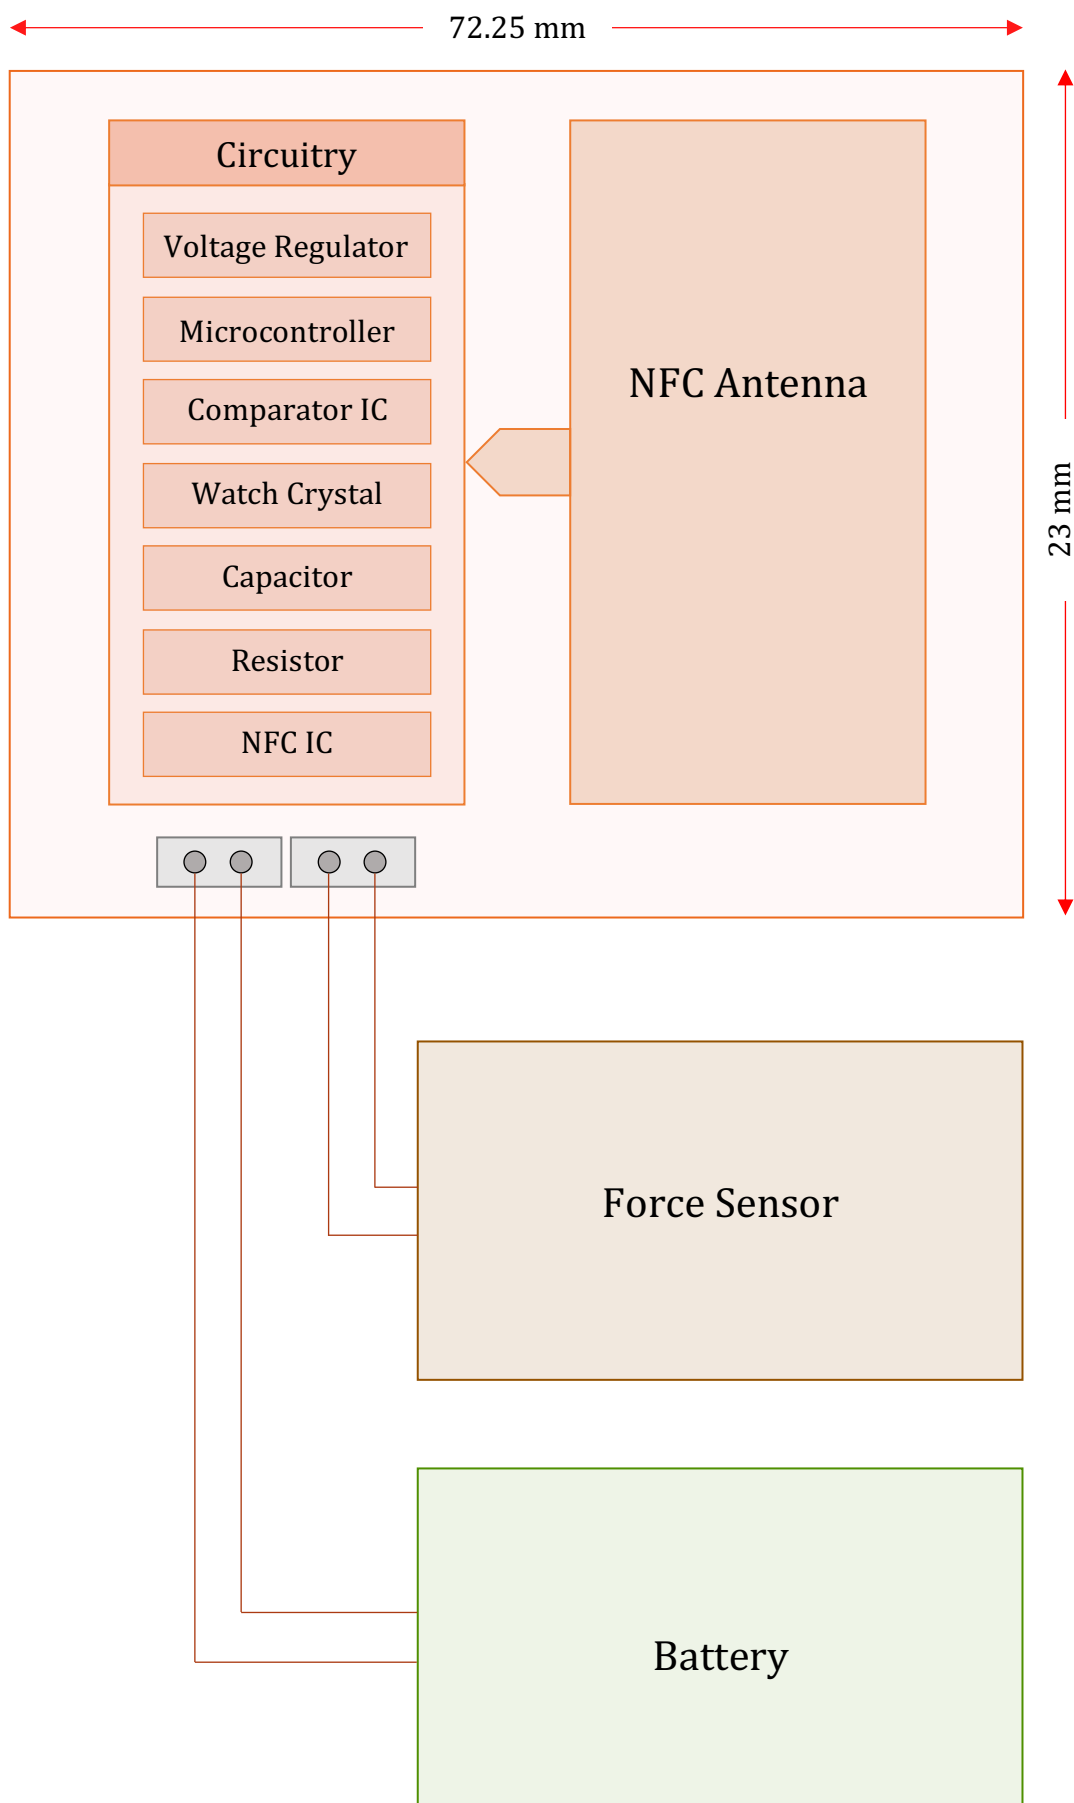 72.25 mm
Circuitry
Voltage Regulator
Microcontroller
Comparator IC
Watch Crystal
Capacitor
Resistor
NFC IC
NFC Antenna
23 mm
Force Sensor
Battery